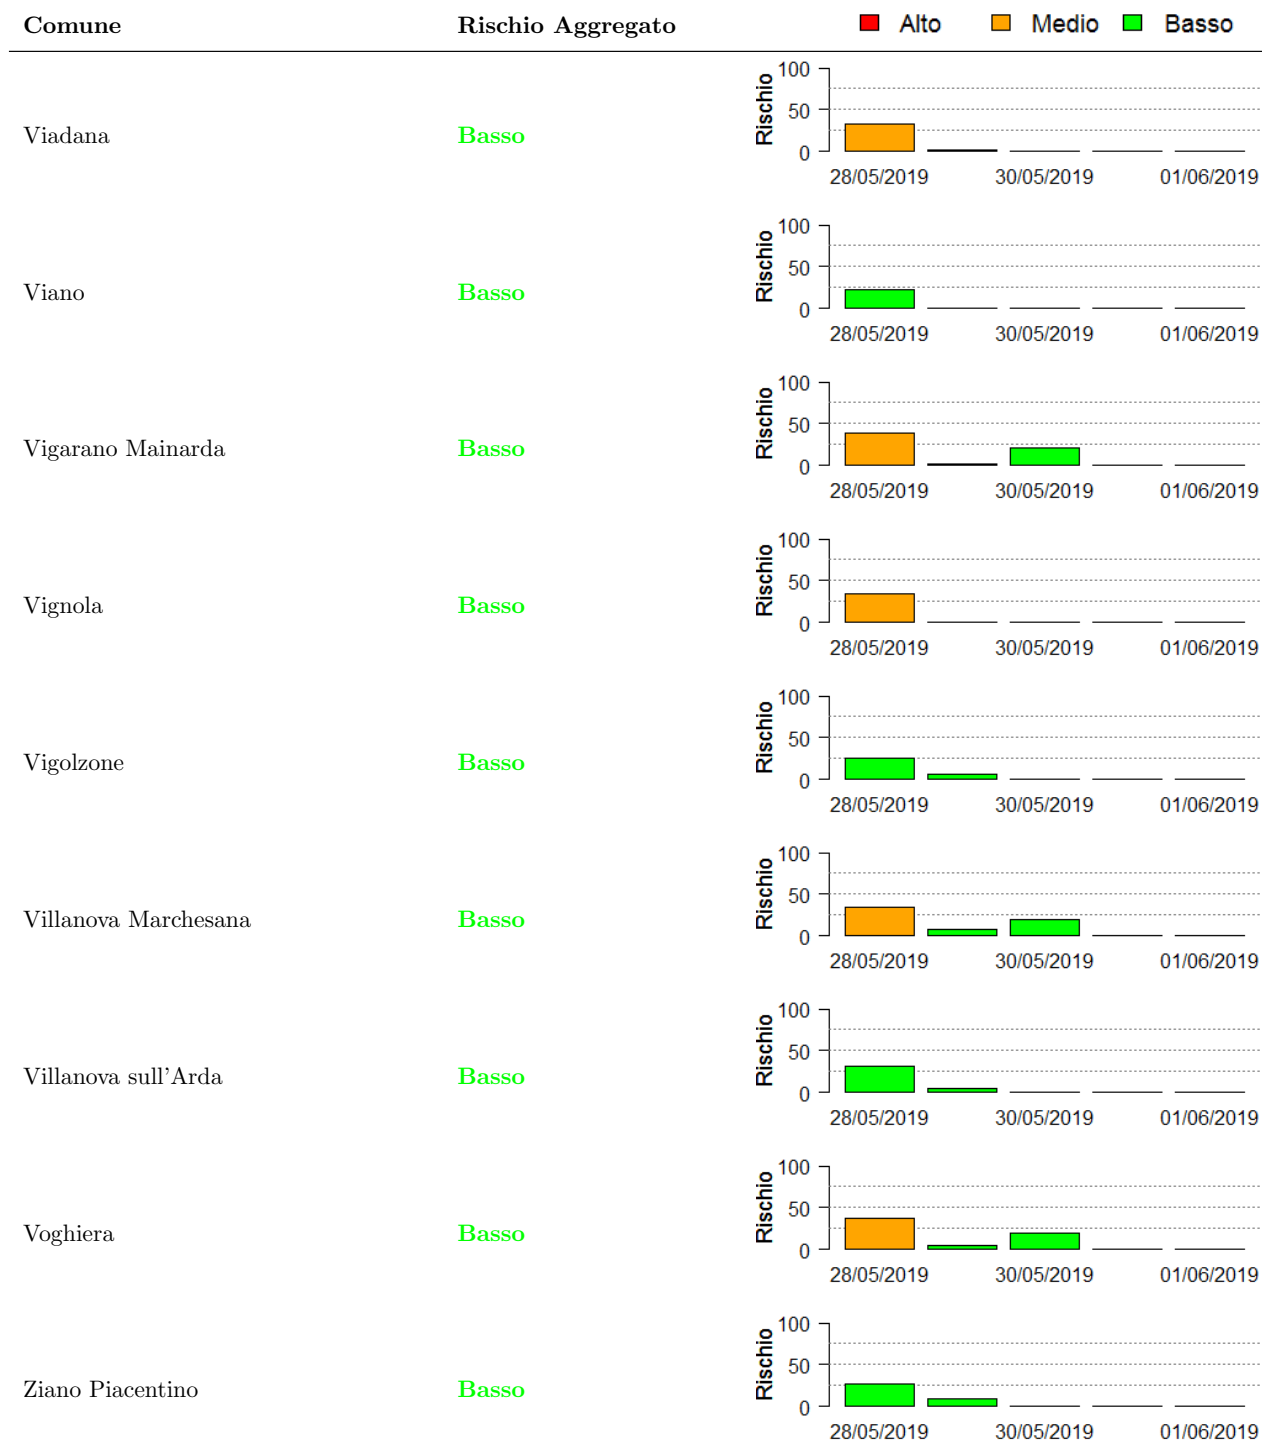 Comune Rischio Aggregato Alto Medio Basso
Viadana Basso
Rischio
100
50
0
28/05/2019 30/05/2019 01/06/2019
Viano Basso
Rischio
100
50
0
28/05/2019 30/05/2019 01/06/2019
Vigarano Mainarda Basso
Rischio
100
50
0
28/05/2019 30/05/2019 01/06/2019
Vignola Basso
Rischio
100
50
0
28/05/2019 30/05/2019 01/06/2019
Vigolzone Basso
Rischio
100
50
0
28/05/2019 30/05/2019 01/06/2019
Villanova Marchesana Basso
Rischio
100
50
0
28/05/2019 30/05/2019 01/06/2019
Villanova sull'Arda Basso
Rischio
100
50
0
28/05/2019 30/05/2019 01/06/2019
Voghiera Basso
Rischio
100
50
0
28/05/2019 30/05/2019 01/06/2019
Ziano Piacentino Basso
Rischio
100
50
0
28/05/2019 30/05/2019 01/06/2019